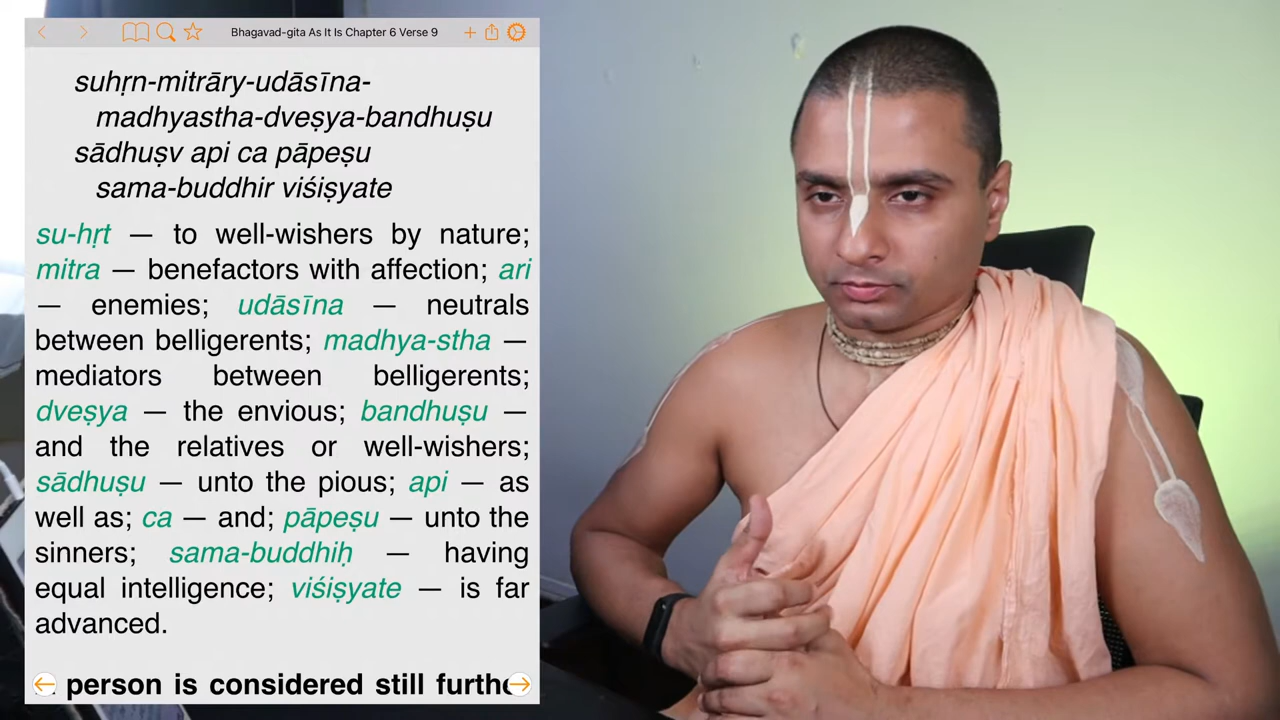 Bhagavad-gita As It Is Chapter 6 Verse 9
suhṛn-mitrāry-udāsīna-
madhyastha-dveṣya-bandhuṣu
sādhuṣv api ca pāpeṣu
sama-buddhir viśiṣyate
su-hṛt — to well-wishers by nature;
mitra — benefactors with affection; ari
— enemies; udāsīna — neutrals
between belligerents; madhya-stha —
mediators between belligerents;
dveṣya — the envious; bandhuṣu —
and the relatives or well-wishers;
sādhuṣu — unto the pious; api — as
well as; ca — and; pāpeṣu — unto the
sinners; sama-buddhiḥ — having
equal intelligence; viśiṣyate — is far
advanced.
person is considered still